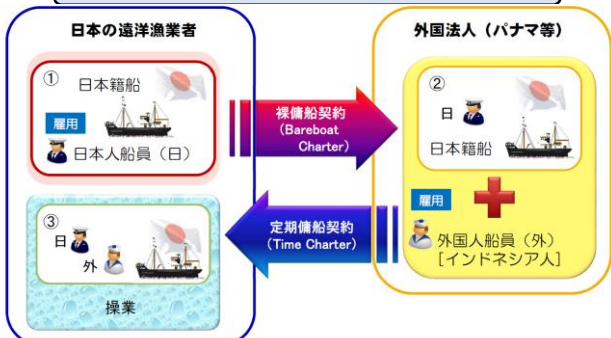 日本の遠洋漁業者
①
日本籍船
雇用
日本人船員（日）
裸傭船契約
(Bareboat
Charter)
外国法人（パナマ等）
②
日
日本籍船
雇用
外国人船員（外）
［インドネシア人］
定期傭船契約
(Time Charter)
③
日
外
操業